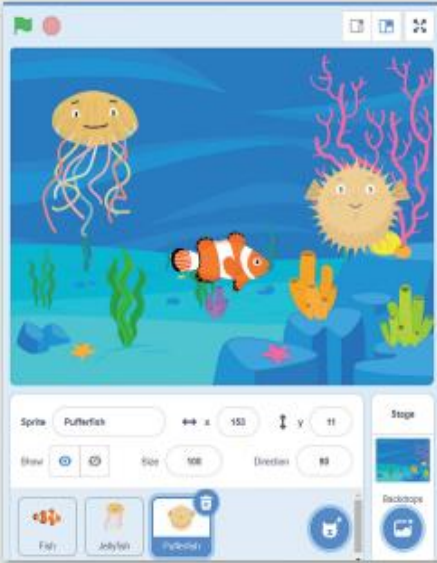 Sprite Pufferfish x 153 y 11
Show Size 100 Direction 90
Stage
Backdrops
Fish Jellyfish Pufferfish